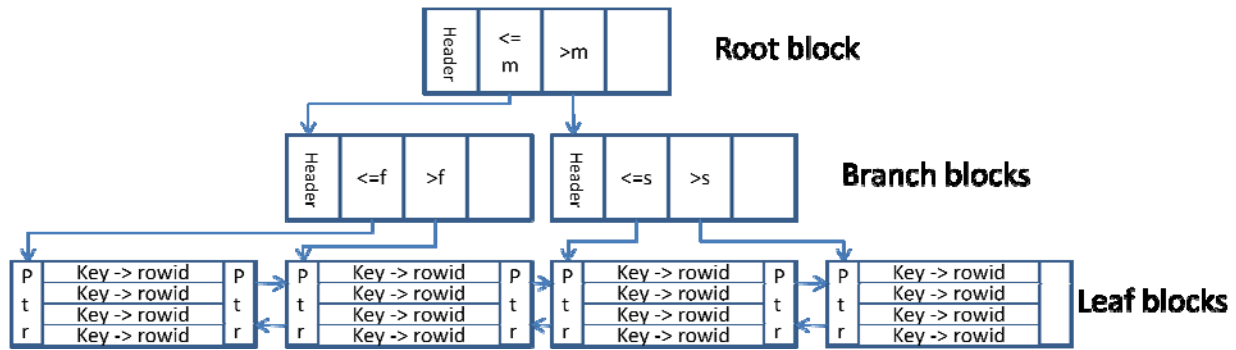 Header
<=
m
>m
Root block
Header
<=f
>f
Header
<=s
>s
Branch blocks
P
t
r
Key -> rowid
Key -> rowid
Key -> rowid
Key -> rowid
P
t
r
P
t
r
Key -> rowid
Key -> rowid
Key -> rowid
Key -> rowid
P
t
r
P
t
r
Key -> rowid
Key -> rowid
Key -> rowid
Key -> rowid
P
t
r
P
t
r
Key -> rowid
Key -> rowid
Key -> rowid
Key -> rowid
Leaf blocks